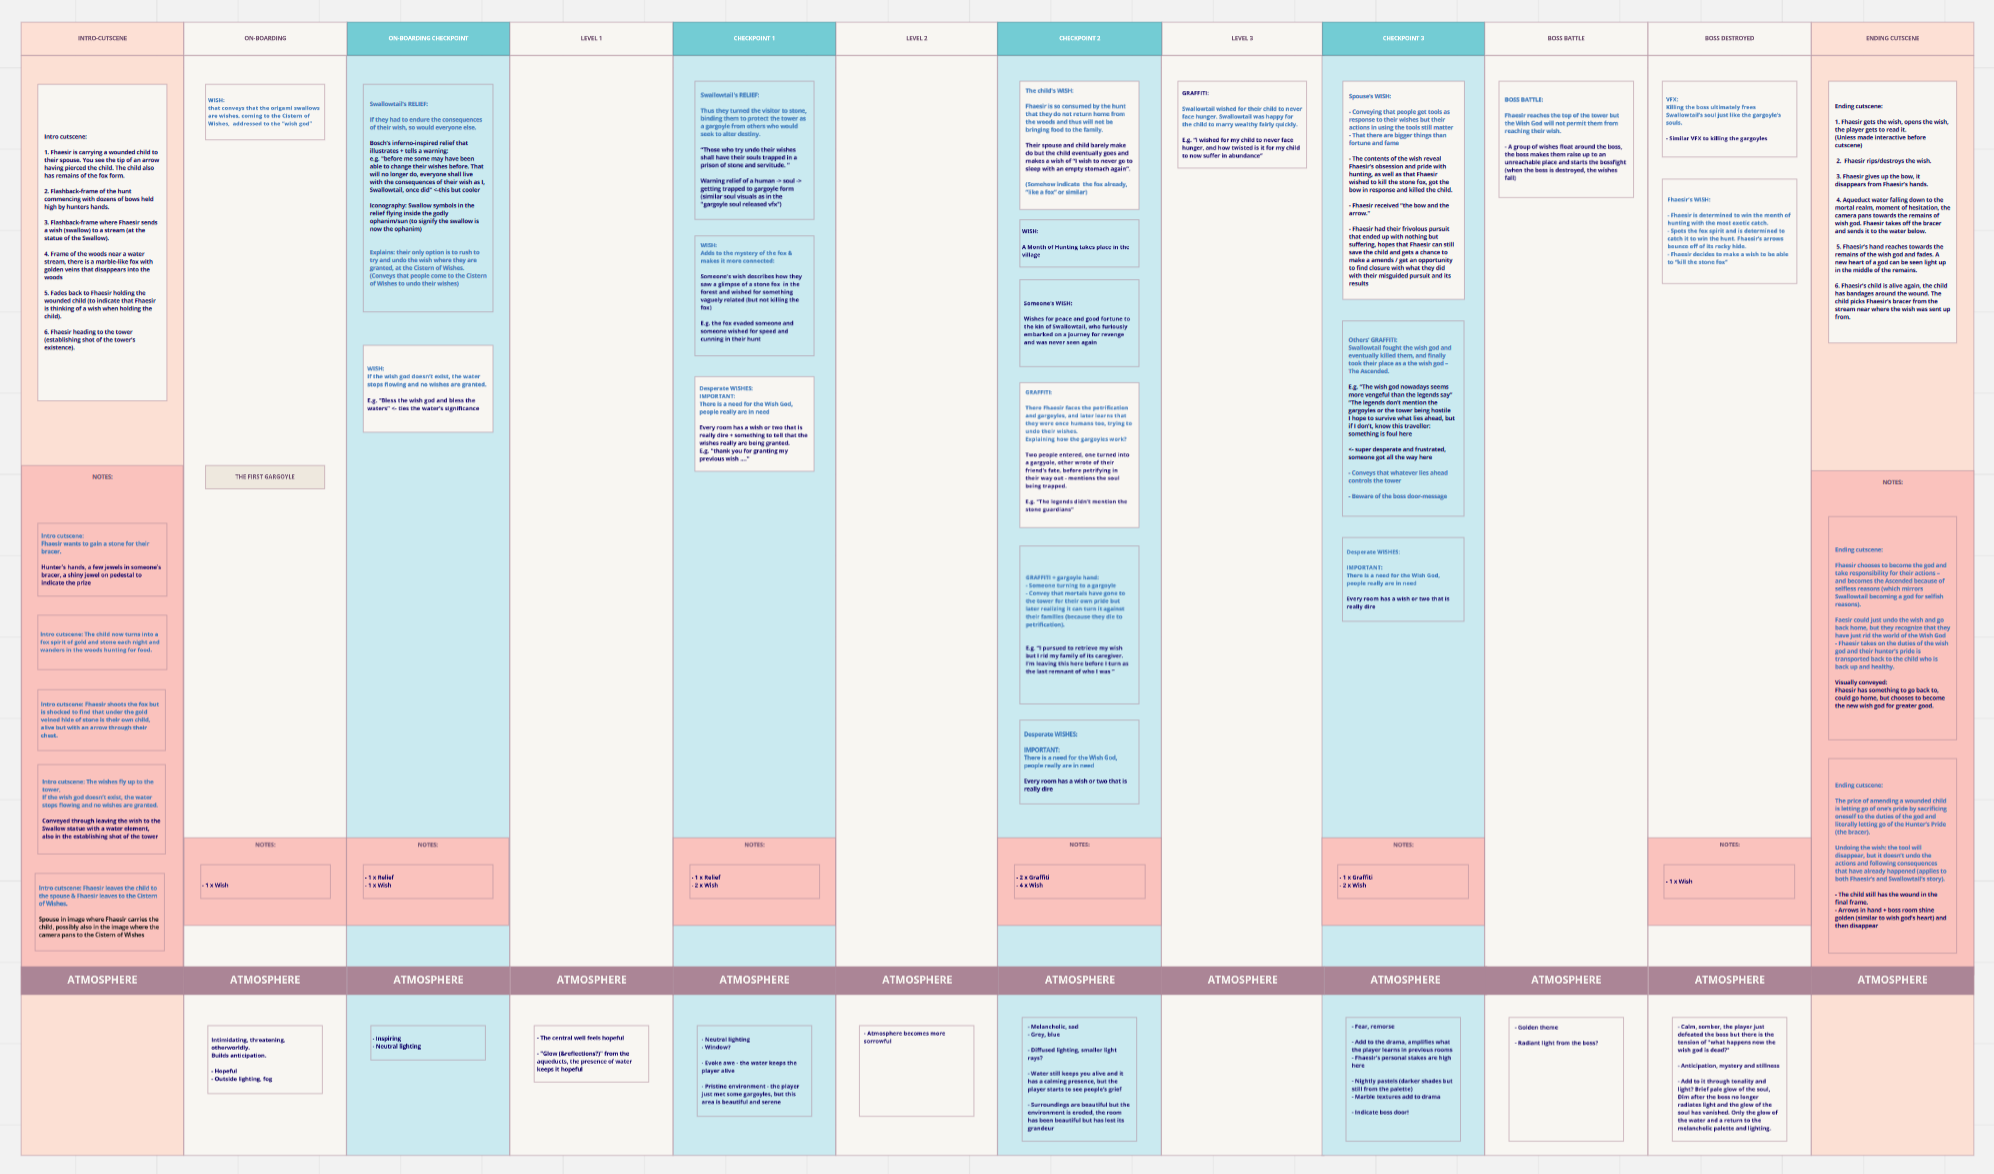 INTRO-CUTSCENE
ON-BOARDING
ON-BOARDING CHECKPOINT
LEVEL 1
CHECKPOINT 1
LEVEL 2
CHECKPOINT 2
LEVEL 3
CHECKPOINT 3
BOSS BATTLE
BOSS DESTROYED
ENDING CUTSCENE
Intro cutscene:
1. Fhaesir is carrying a wounded child to
their spouse. You see the tip of an arrow
having pierced the child. The child also
has remains of the fox form.
2. Flashback-frame of the hunt
commencing with dozens of bows held
high by hunters hands.
3. Flashback-frame where Fhaesir sends
a wish (swallow) to a stream (at the
statue of the Swallow).
4. Frame of the woods near a water
stream, there is a marble-like fox with
golden veins that disappears into the
woods
5. Fades back to Fhaesir holding the
wounded child (to indicate that Fhaesir
is thinking of a wish when holding the
child).
6. Fhaesir heading to the tower
(establishing shot of the tower's
existence).
NOTES:
Intro cutscene:
Fhaesir wants to gain a stone for their
bracer.
Hunter's hands, a few jewels in someone's
bracer, a shiny jewel on pedestal to
indicate the prize
Intro cutscene: The child now turns into a
fox spirit of gold and stone each night and
wanders in the woods hunting for food.
Intro cutscene: Fhaesir shoots the fox but
is shocked to find that under the gold
veined hide of stone is their own child,
alive but with an arrow through their
chest.
Intro cutscene: The wishes fly up to the
tower.
If the wish god doesn't exist, the water
stops flowing and no wishes are granted.
Conveyed through leaving the wish to the
Swallow statue with a water element,
also in the establishing shot of the tower
Intro cutscene: Fhaesir leaves the child to
the spouse & Fhaesir leaves to the Cistern
of Wishes.
Spouse in image where Fhaesir carries the
child, possibly also in the image where the
camera pans to the Cistern of Wishes
WISH:
that conveys that the origami swallows
are wishes, coming to the Cistern of
Wishes, addressed to the "wish god"
THE FIRST GARGOYLE
NOTES:
- 1 x Wish
Swallowtail's RELIEF:
If they had to endure the consequences
of their wish, so would everyone else.
Bosch's inferno-inspired relief that
illustrates + tells a warning:
e.g. "before me some may have been
able to change their wishes before. That
will no longer do, everyone shall live
with the consequences of their wish as I,
Swallowtail, once did" <-this but cooler
Iconography: Swallow symbols in the
relief flying inside the godly
ophanim/sun (to signify the swallow is
now the ophanim)
Explains: their only option is to rush to
try and undo the wish where they are
granted, at the Cistern of Wishes.
(Conveys that people come to the Cistern
of Wishes to undo their wishes)
WISH:
If the wish god doesn't exist, the water
stops flowing and no wishes are granted.
E.g. "Bless the wish god and bless the
waters" <- ties the water's significance
NOTES:
- 1 x Relief
- 1 x Wish
Swallowtail's RELIEF:
Thus they turned the visitor to stone,
binding them to protect the tower as
a gargoyle from others who would
seek to alter destiny.
"Those who try undo their wishes
shall have their souls trapped in a
prison of stone and servitude. "
Warning relief of a human -> soul ->
getting trapped to gargoyle form
(similar soul visuals as in the
"gargoyle soul released vfx")
WISH:
Adds to the mystery of the fox &
makes it more connected:
Someone's wish describes how they
saw a glimpse of a stone fox in the
forest and wished for something
vaguely related (but not killing the
fox)
E.g. the fox evaded someone and
someone wished for speed and
cunning in their hunt
Desperate WISHES:
IMPORTANT:
There is a need for the Wish God,
people really are in need
Every room has a wish or two that is
really dire + something to tell that the
wishes really are being granted.
E.g. "thank you for granting my
previous wish ...."
NOTES:
- 1 x Relief
- 2 x Wish
The child's WISH:
Fhaesir is so consumed by the hunt
that they do not return home from
the woods and thus will not be
bringing food to the family.
Their spouse and child barely make
do but the child eventually goes and
makes a wish of "I wish to never go to
sleep with an empty stomach again".
(Somehow indicate the fox already,
"like a fox" or similar)
WISH:
A Month of Hunting takes place in the
village
Someone's WISH:
Wishes for peace and good fortune to
the kin of Swallowtail, who furiously
embarked on a journey for revenge
and was never seen again
GRAFFITI:
There Fhaesir faces the petrification
and gargoyles, and later learns that
they were once humans too, trying to
undo their wishes.
Explaining how the gargoyles work?
Two people entered, one turned into
a gargoyle, other wrote of their
friend's fate, before petrifying in
their way out - mentions the soul
being trapped.
E.g. "The legends didn't mention the
stone guardians"
GRAFFITI + gargoyle hand:
- Someone turning to a gargoyle
- Convey that mortals have gone to
the tower for their own pride but
later realizing it can turn it against
their families (because they die to
petrification).
E.g. "I pursued to retrieve my wish
but I rid my family of its caregiver.
I'm leaving this here before I turn as
the last remnant of who I was "
Desperate WISHES:
IMPORTANT:
There is a need for the Wish God,
people really are in need
Every room has a wish or two that is
really dire
NOTES:
- 2 x Graffiti
- 4 x Wish
GRAFFITI:
Swallowtail wished for their child to never
face hunger. Swallowtail was happy for
the child to marry wealthy fairly quickly.
E.g. "I wished for my child to never face
hunger, and how twisted is it for my child
to now suffer in abundance"
Spouse's WISH:
- Conveying that people get tools as
response to their wishes but their
actions in using the tools still matter
- That there are bigger things than
fortune and fame
- The contents of the wish reveal
Fhaesir's obsession and pride with
hunting, as well as that Fhaesir
wished to kill the stone fox, got the
bow in response and killed the child.
- Fhaesir received "the bow and the
arrow."
- Fhaesir had their frivolous pursuit
that ended up with nothing but
suffering, hopes that Fhaesir can still
save the child and gets a chance to
make a amends / get an opportunity
to find closure with what they did
with their misguided pursuit and its
results
Others' GRAFFITI:
Swallowtail fought the wish god and
eventually killed them, and finally
took their place as a the wish god –
The Ascended.
E.g. "The wish god nowadays seems
more vengeful than the legends say"
"The legends don't mention the
gargoyles or the tower being hostile
I hope to survive what lies ahead, but
if I don't, know this traveller:
something is foul here
<- super desperate and frustrated,
someone got all the way here
- Conveys that whatever lies ahead
controls the tower
- Beware of the boss door-message
Desperate WISHES:
IMPORTANT:
There is a need for the Wish God,
people really are in need
Every room has a wish or two that is
really dire
NOTES:
- 1 x Graffiti
- 2 x Wish
BOSS BATTLE:
Fhaesir reaches the top of the tower but
the Wish God will not permit them from
reaching their wish.
- A group of wishes float around the boss,
the boss makes them raise up to an
unreachable place and starts the bossfight
(when the boss is destroyed, the wishes
fall)
VFX:
Killing the boss ultimately frees
Swallowtail's soul just like the gargoyle's
souls.
- Similar VFX to killing the gargoyles
Fhaesir's WISH:
- Fhaesir is determined to win the month of
hunting with the most exotic catch.
- Spots the fox spirit and is determined to
catch it to win the hunt. Fhaesir's arrows
bounce off of its rocky hide.
- Fhaesir decides to make a wish to be able
to "kill the stone fox"
NOTES:
- 1 x Wish
Ending cutscene:
1. Fhaesir gets the wish, opens the wish,
the player gets to read it.
(Unless made interactive before
cutscene)
2. Fhaesir rips/destroys the wish.
3. Fhaesir gives up the bow, it
disappears from Fhaesir's hands.
4. Aqueduct water falling down to the
mortal realm, moment of hesitation, the
camera pans towards the remains of
wish god. Fhaesir takes off the bracer
and sends it to the water below.
5. Fhaesir's hand reaches towards the
remains of the wish god and fades. A
new heart of a god can be seen light up
in the middle of the remains.
6. Fhaesir's child is alive again, the child
has bandages around the wound. The
child picks Fhaesir's bracer from the
stream near where the wish was sent up
from.
NOTES:
Ending cutscene:
Fhaesir chooses to become the god and
take responsibility for their actions –
and becomes the Ascended because of
selfless reasons (which mirrors
Swallowtail becoming a god for selfish
reasons).
Faesir could just undo the wish and go
back home, but they recognize that they
have just rid the world of the Wish God
- Fhaesir takes on the duties of the wish
god and their hunter's pride is
transported back to the child who is
back up and healthy.
Visually conveyed:
Fhaesir has something to go back to,
could go home, but chooses to become
the new wish god for greater good.
Ending cutscene:
The price of amending a wounded child
is letting go of one's pride by sacrificing
oneself to the duties of the god and
literally letting go of the Hunter's Pride
(the bracer).
Undoing the wish: the tool will
disappear, but it doesn't undo the
actions and following consequences
that have already happened (applies to
both Fhaesir's and Swallowtail's story).
- The child still has the wound in the
final frame.
- Arrows in hand + boss room shine
golden (similar to wish god's heart) and
then disappear
ATMOSPHERE
ATMOSPHERE
ATMOSPHERE
ATMOSPHERE
ATMOSPHERE
ATMOSPHERE
ATMOSPHERE
ATMOSPHERE
ATMOSPHERE
ATMOSPHERE
ATMOSPHERE
ATMOSPHERE
Intimidating, threatening,
otherworldly.
Builds anticipation.
- Hopeful
- Outside lighting, fog
- Inspiring
- Neutral lighting
- The central well feels hopeful
- "Glow (&reflections?)" from the
aqueducts, the presence of water
keeps it hopeful
- Neutral lighting
- Window?
- Evoke awe - the water keeps the
player alive
- Pristine environment - the player
just met some gargoyles, but this
area is beautiful and serene
- Atmosphere becomes more
sorrowful
- Melancholic, sad
- Grey, blue
- Diffused lighting, smaller light
rays?
- Water still keeps you alive and it
has a calming presence, but the
player starts to see people's grief
- Surroundings are beautiful but the
environment is eroded, the room
has been beautiful but has lost its
grandeur
- Fear, remorse
- Add to the drama, amplifies what
the player learns in previous rooms
- Fhaesir's personal stakes are high
here
- Nightly pastels (darker shades but
still from the palette)
- Marble textures add to drama
- Indicate boss door!
- Golden theme
- Radiant light from the boss?
- Calm, somber, the player just
defeated the boss but there is the
tension of "what happens now the
wish god is dead?"
- Anticipation, mystery and stillness
- Add to it through tonality and
light? Brief pale glow of the soul,
Dim after the boss no longer
radiates light and the glow of the
soul has vanished. Only the glow of
the water and a return to the
melancholic palette and lighting.